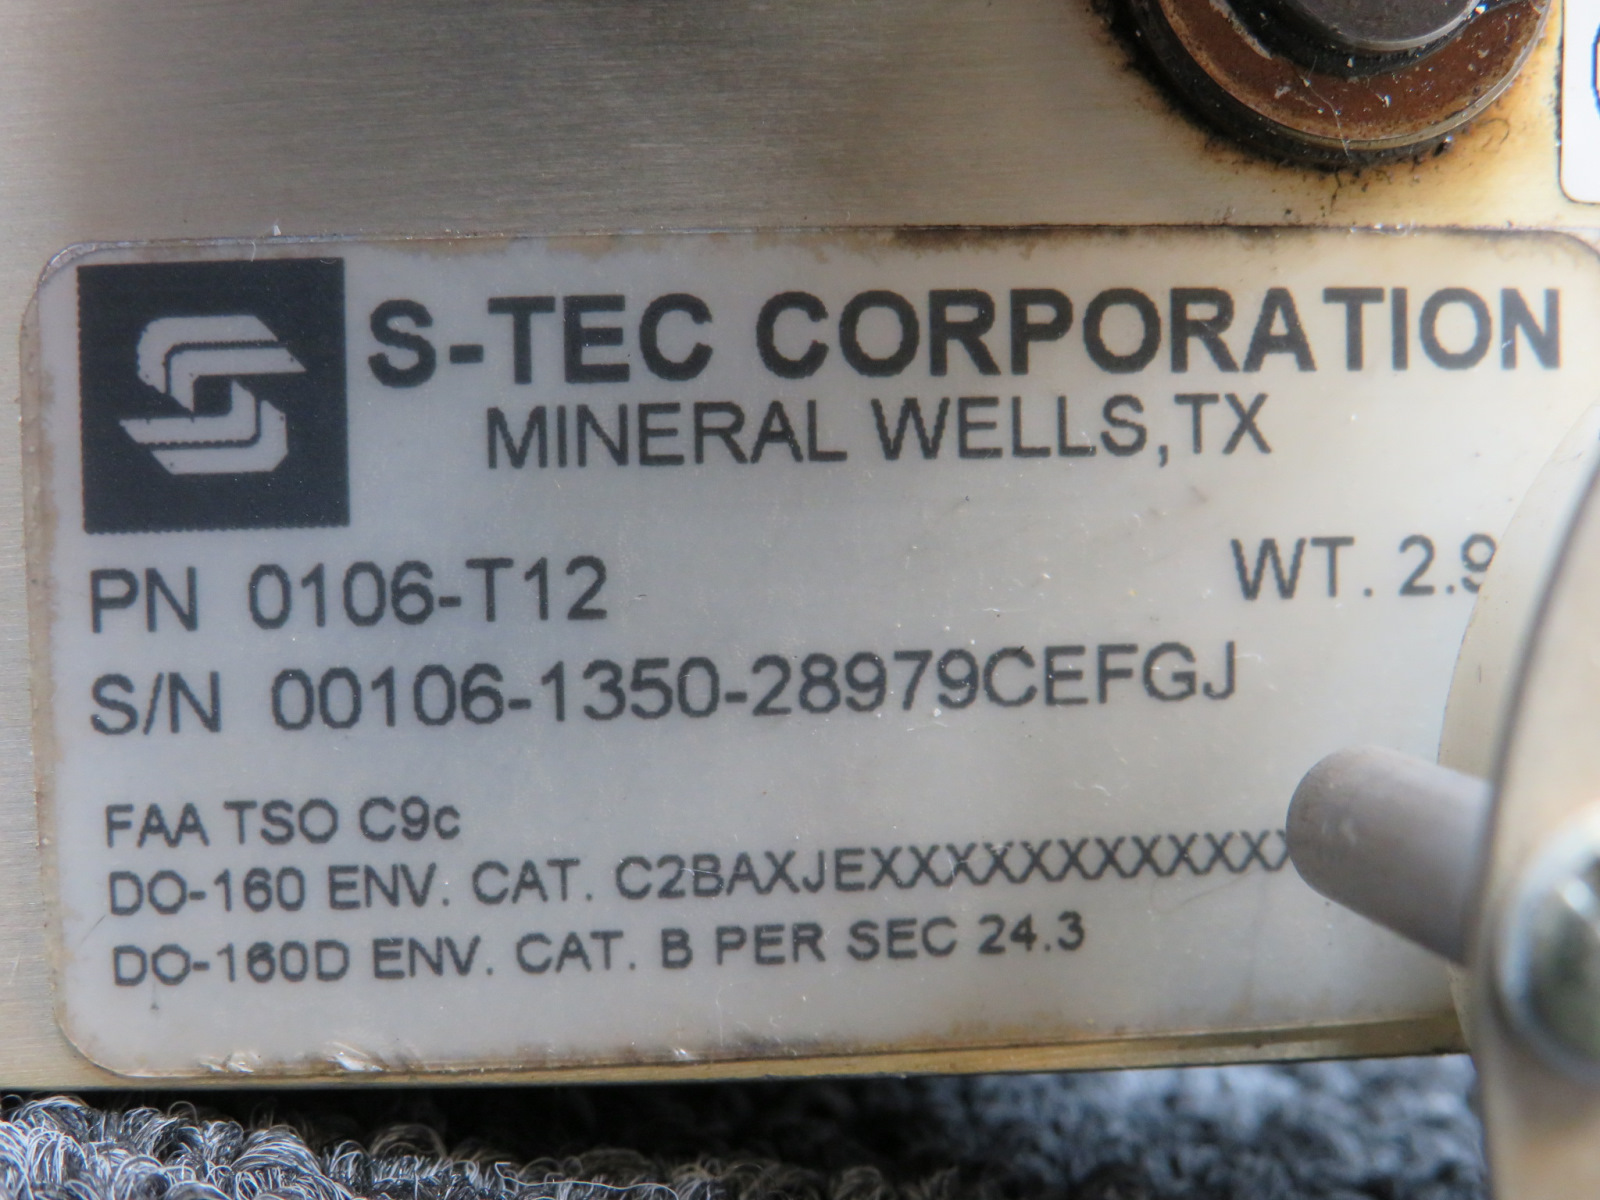 S-TEC CORPORATION
MINERAL WELLS, TX
PN 0106-T12
WT. 2.9
S/N 00106-1350-28979CEFGJ
FAA TSO C9c
DO-160 ENV. CAT. C2BAXJEXXXXXXXXXXXXX
DO-160D ENV. CAT. B PER SEC 24.3